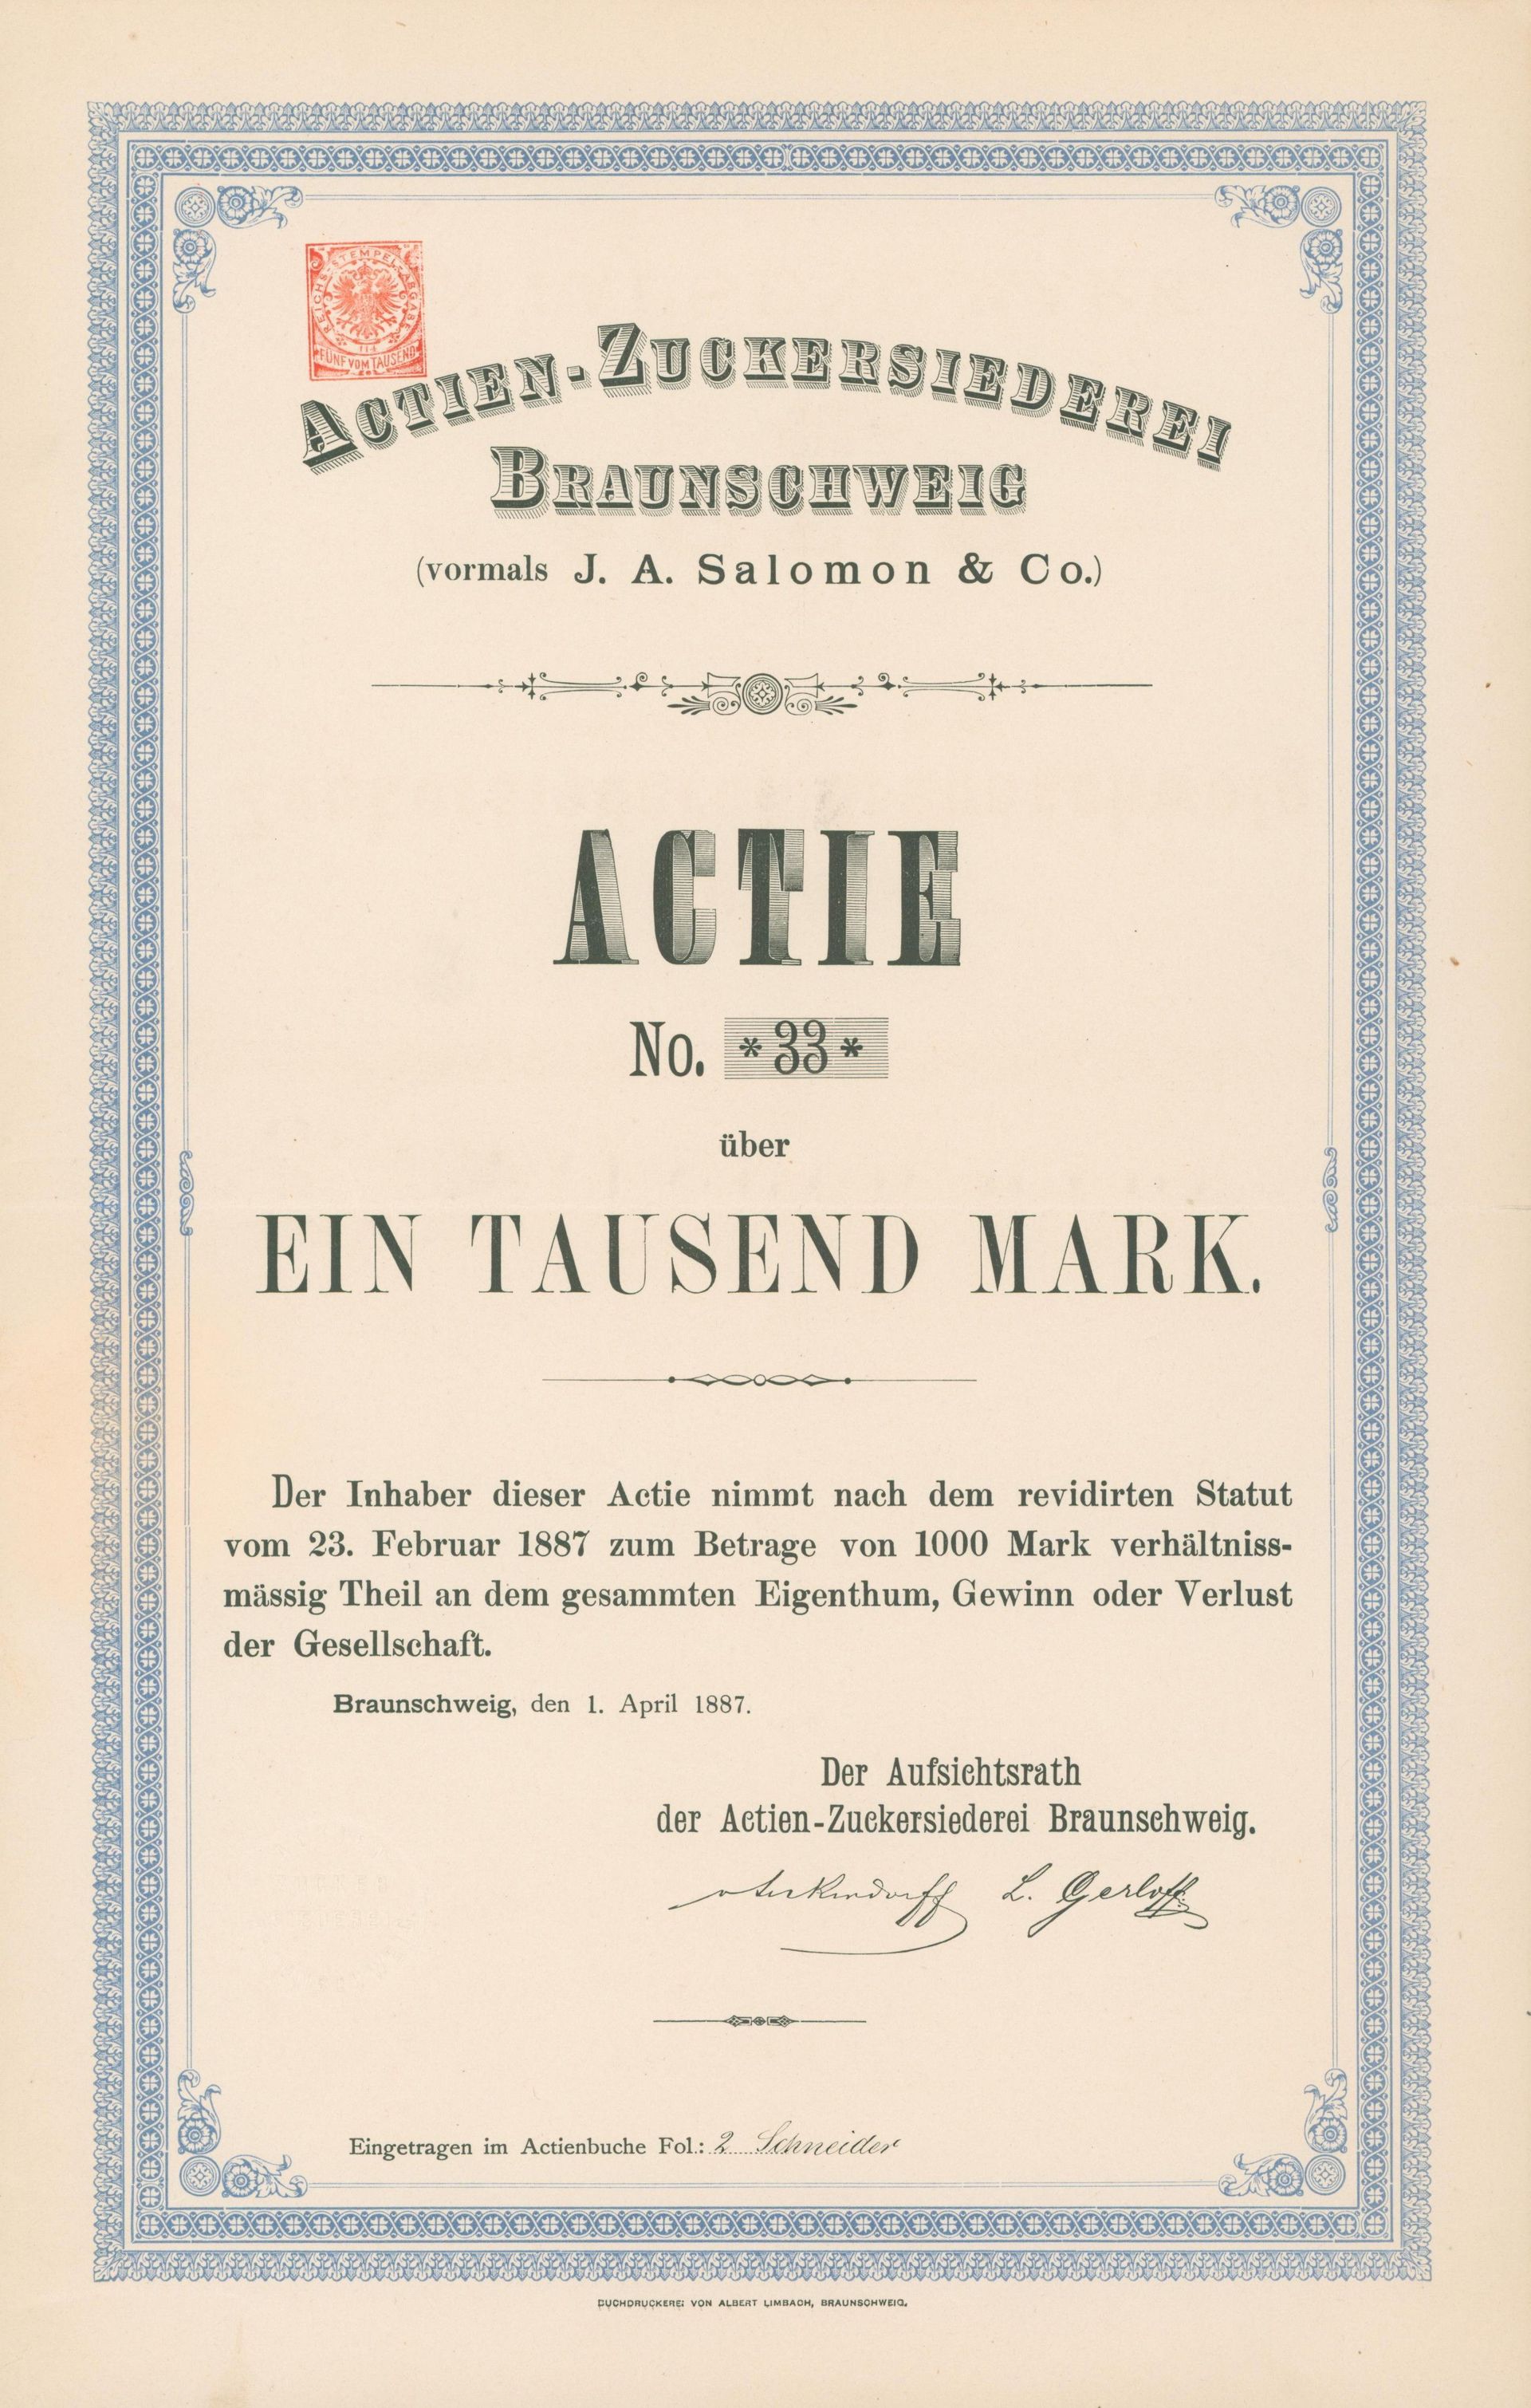 REICHS-STEMPEL-ABGABE
FÜNF VOM TAUSEND
ACTIEN-ZUCKERSIEDEREI
BRAUNSCHWEIG
(vormals J. A. Salomon & Co.)
ACTIE
No. *33*
über
EIN TAUSEND MARK.
Der Inhaber dieser Actie nimmt nach dem revidirten Statut
vom 23. Februar 1887 zum Betrage von 1000 Mark verhältniss-
mässig Theil an dem gesammten Eigenthum, Gewinn oder Verlust
der Gesellschaft.
Braunschweig, den 1. April 1887.
Der Aufsichtsrath
der Actien-Zuckersiederei Braunschweig.
L. Gerloff
Eingetragen im Actienbuche Fol.: 2 Schneider
BUCHDRUCKEREI VON ALBERT LIMBACH, BRAUNSCHWEIG.